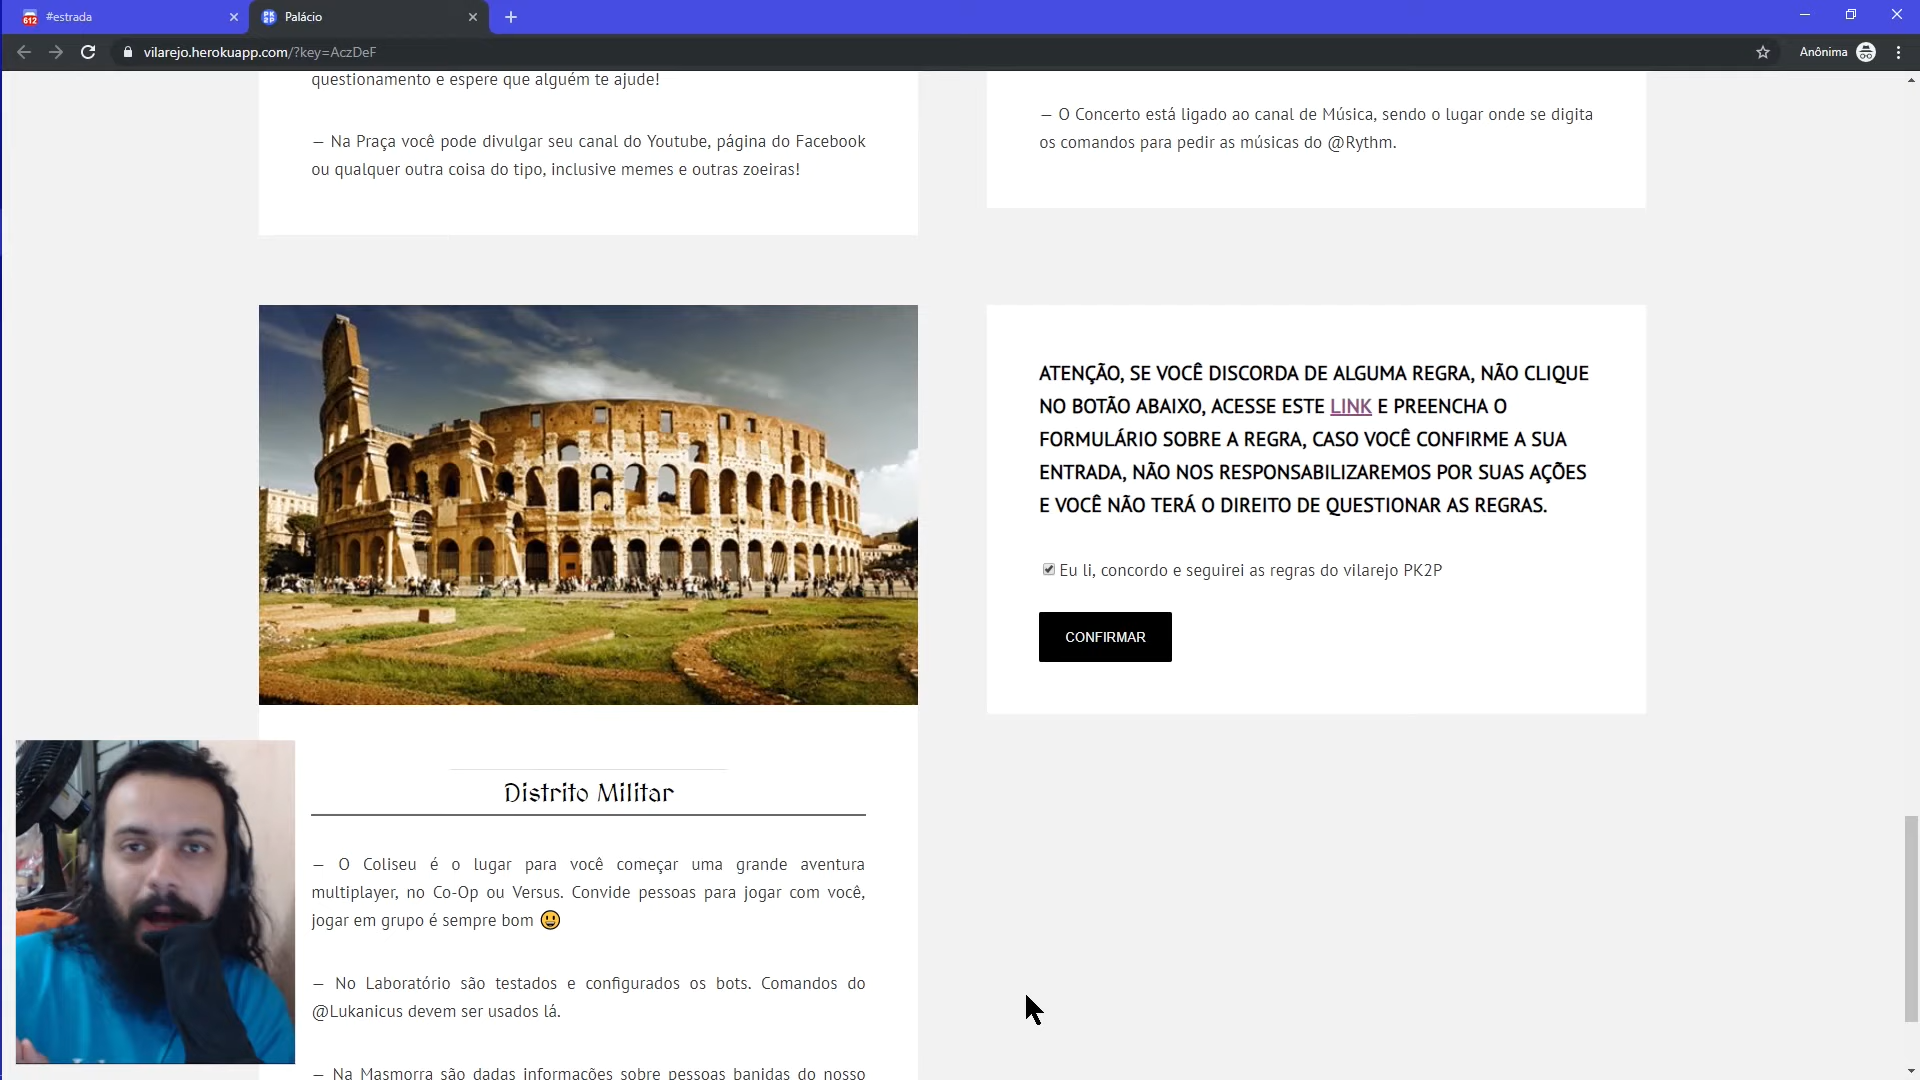 #estrada
Palácio
vilarejo.herokuapp.com/?key=AczDeF
Anônima
questionamento e espere que alguém te ajude!
— Na Praça você pode divulgar seu canal do Youtube, página do Facebook
ou qualquer outra coisa do tipo, inclusive memes e outras zoeiras!
— O Concerto está ligado ao canal de Música, sendo o lugar onde se digita
os comandos para pedir as músicas do @Rythm.
ATENÇÃO, SE VOCÊ DISCORDA DE ALGUMA REGRA, NÃO CLIQUE
NO BOTÃO ABAIXO, ACESSE ESTE LINK E PREENCHA O
FORMULÁRIO SOBRE A REGRA, CASO VOCÊ CONFIRME A SUA
ENTRADA, NÃO NOS RESPONSABILIZAREMOS POR SUAS AÇÕES
E VOCÊ NÃO TERÁ O DIREITO DE QUESTIONAR AS REGRAS.
Eu li, concordo e seguirei as regras do vilarejo PK2P
CONFIRMAR
Distrito Militar
— O Coliseu é o lugar para você começar uma grande aventura
multiplayer, no Co-Op ou Versus. Convide pessoas para jogar com você,
jogar em grupo é sempre bom 😃
— No Laboratório são testados e configurados os bots. Comandos do
@Lukanicus devem ser usados lá.
— Na Masmorra são dadas informações sobre pessoas banidas do nosso